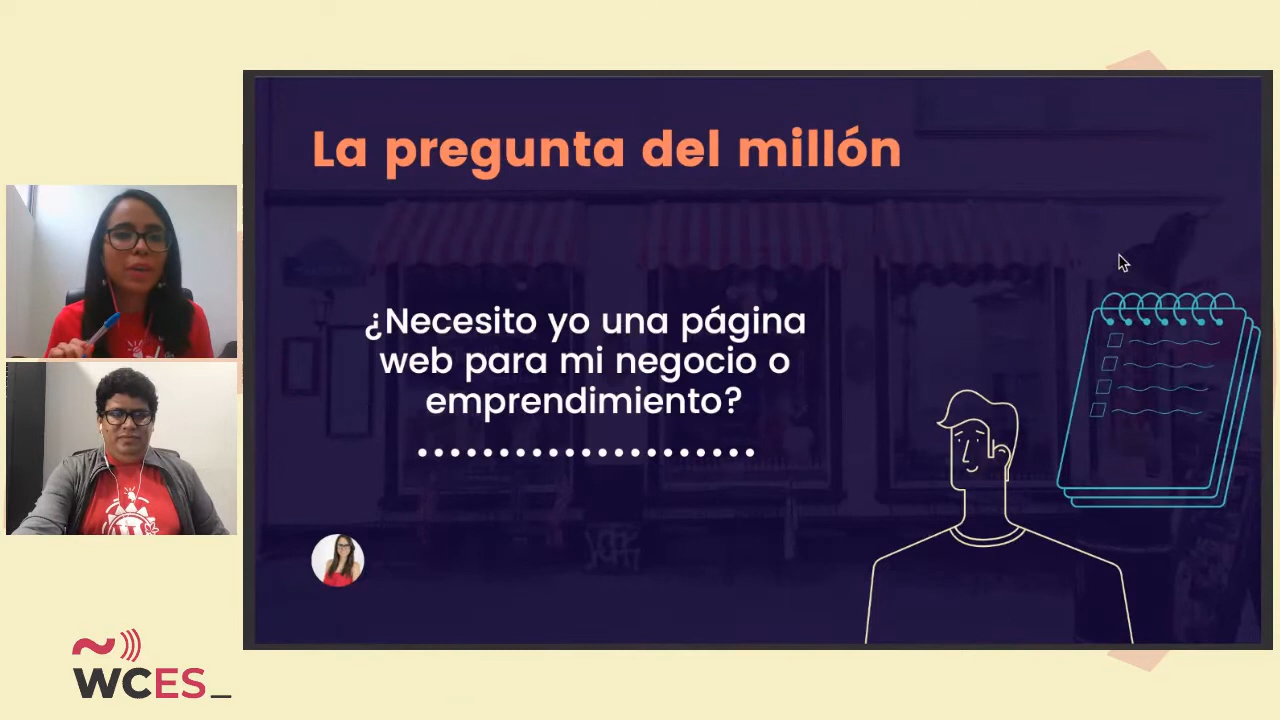 La pregunta del millón
¿Necesito yo una página
web para mi negocio o
emprendimiento?
WCES_